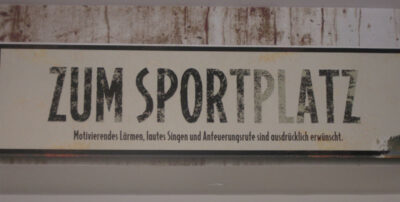 ZUM SPORTPLATZ
Motivierendes Lärmen, lautes Singen und Anfeuerungsrufe sind ausdrücklich erwünscht.